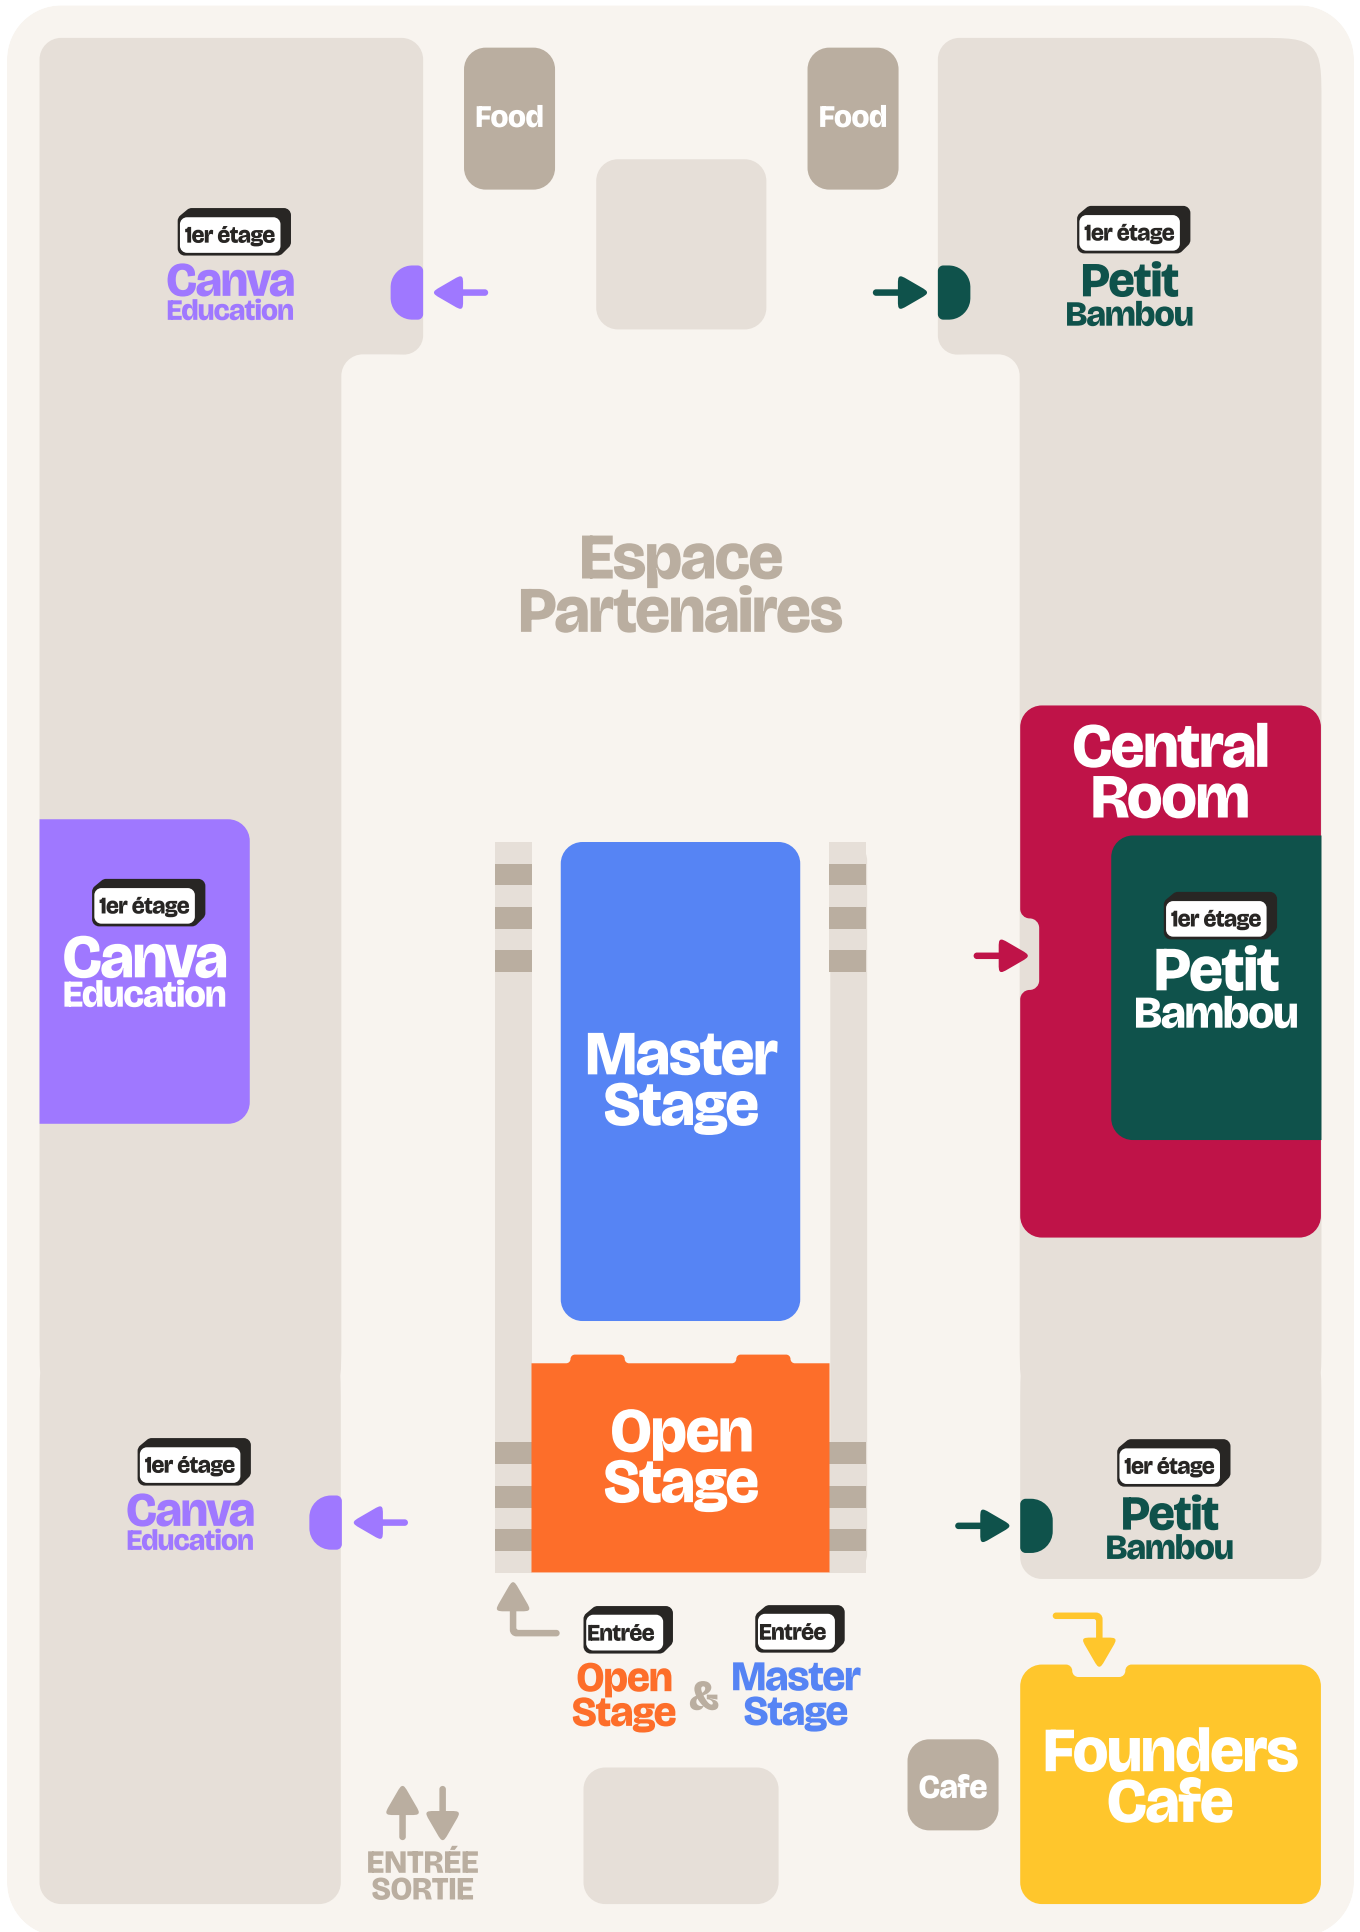 Food
Food
1er étage
Canva
Education
1er étage
Petit
Bambou
Espace
Partenaires
Central
Room
1er étage
Canva
Education
1er étage
Petit
Bambou
Master
Stage
Open
Stage
1er étage
Canva
Education
1er étage
Petit
Bambou
Entrée
Open
Stage
&
Entrée
Master
Stage
Cafe
Founders
Cafe
ENTRÉE
SORTIE